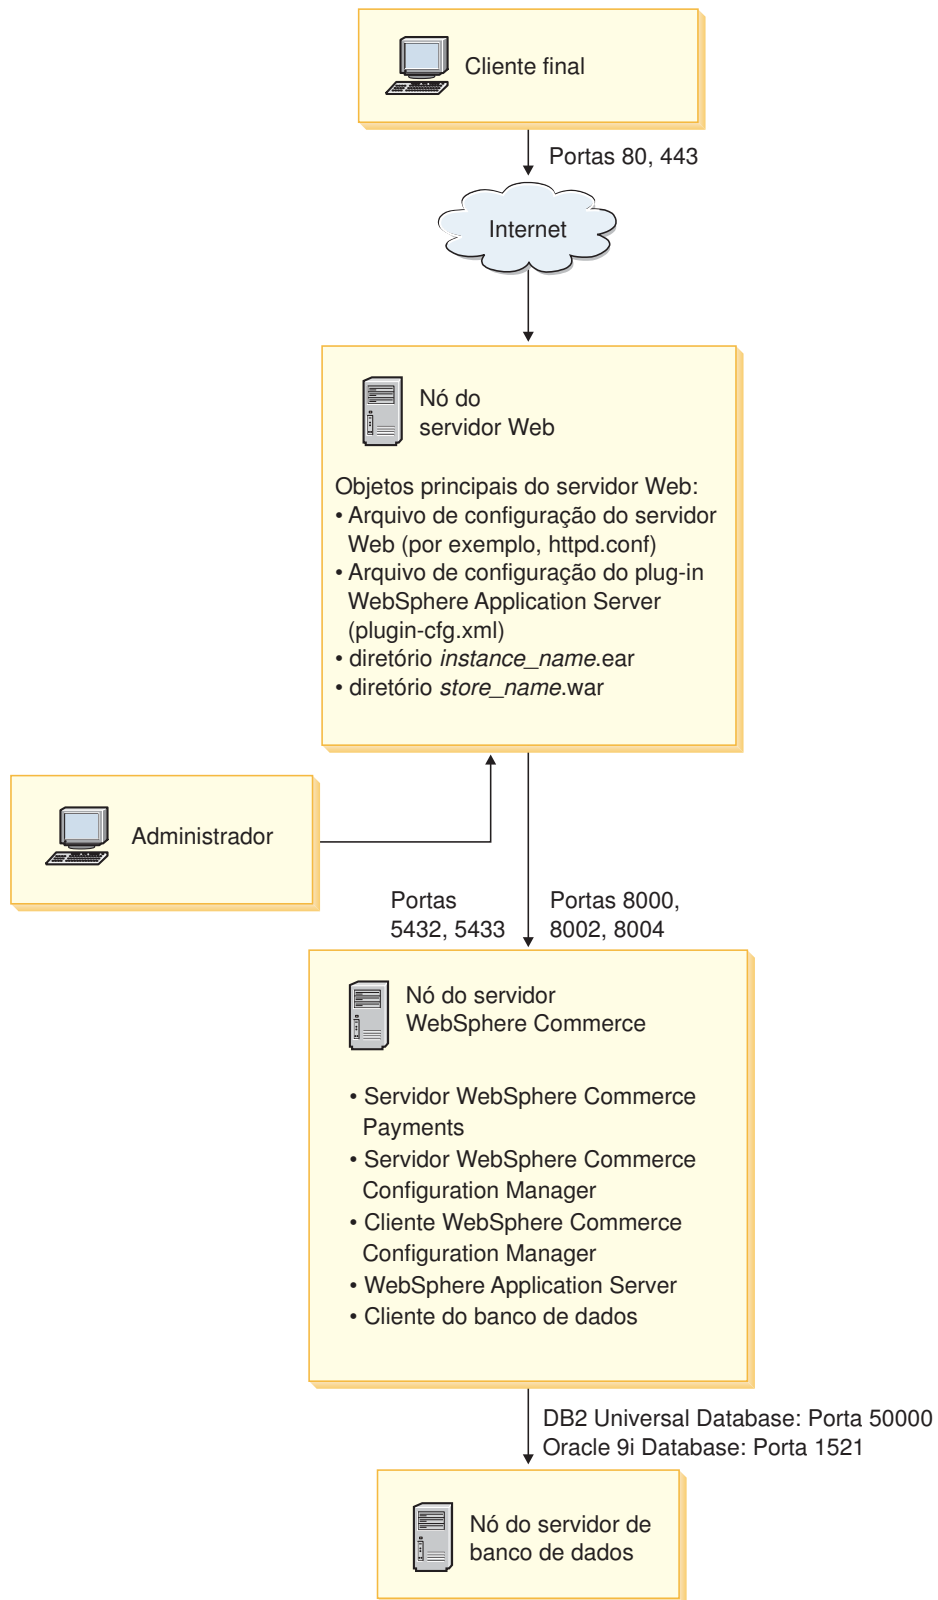 Cliente final
Portas 80, 443
Internet
Nó do
servidor Web
Objetos principais do servidor Web:
• Arquivo de configuração do servidor
Web (por exemplo, httpd.conf)
• Arquivo de configuração do plug-in
WebSphere Application Server
(plugin-cfg.xml)
• diretório instance_name.ear
• diretório store_name.war
Administrador
Portas
5432, 5433
Portas 8000,
8002, 8004
Nó do servidor
WebSphere Commerce
• Servidor WebSphere Commerce
Payments
• Servidor WebSphere Commerce
Configuration Manager
• Cliente WebSphere Commerce
Configuration Manager
• WebSphere Application Server
• Cliente do banco de dados
DB2 Universal Database: Porta 50000
Oracle 9i Database: Porta 1521
Nó do servidor de
banco de dados